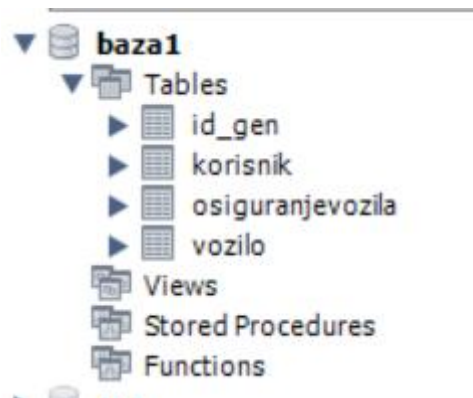 baza1
Tables
id_gen
korisnik
osiguranjevozila
vozilo
Views
Stored Procedures
Functions